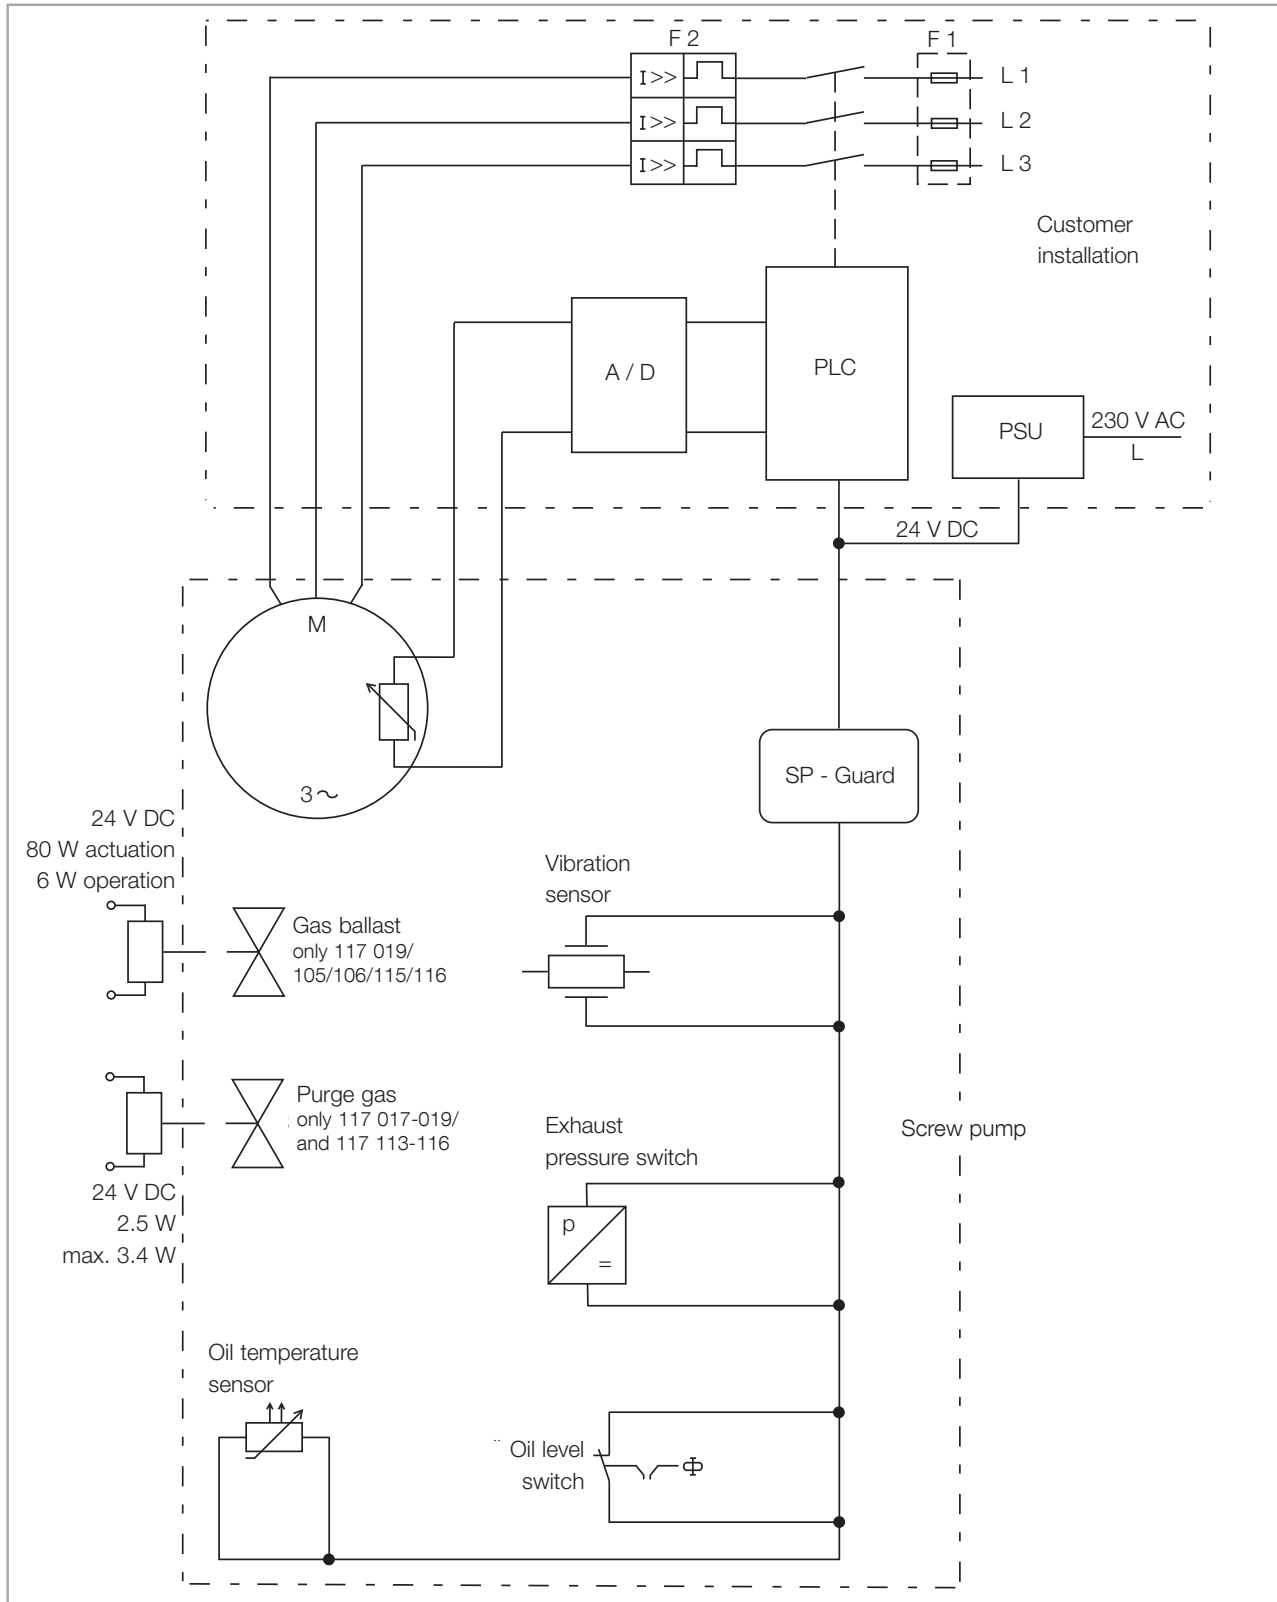 F 2
F 1
I>>
L 1
I>>
L 2
I>>
L 3
Customer
installation
A / D
PLC
PSU
230 V AC
L
24 V DC
M
3~
SP - Guard
24 V DC
80 W actuation
6 W operation
Gas ballast
only 117 019/
105/106/115/116
Vibration
sensor
Purge gas
only 117 017-019/
and 117 113-116
24 V DC
2.5 W
max. 3.4 W
Exhaust
pressure switch
p
=
Screw pump
Oil temperature
sensor
Oil level
switch